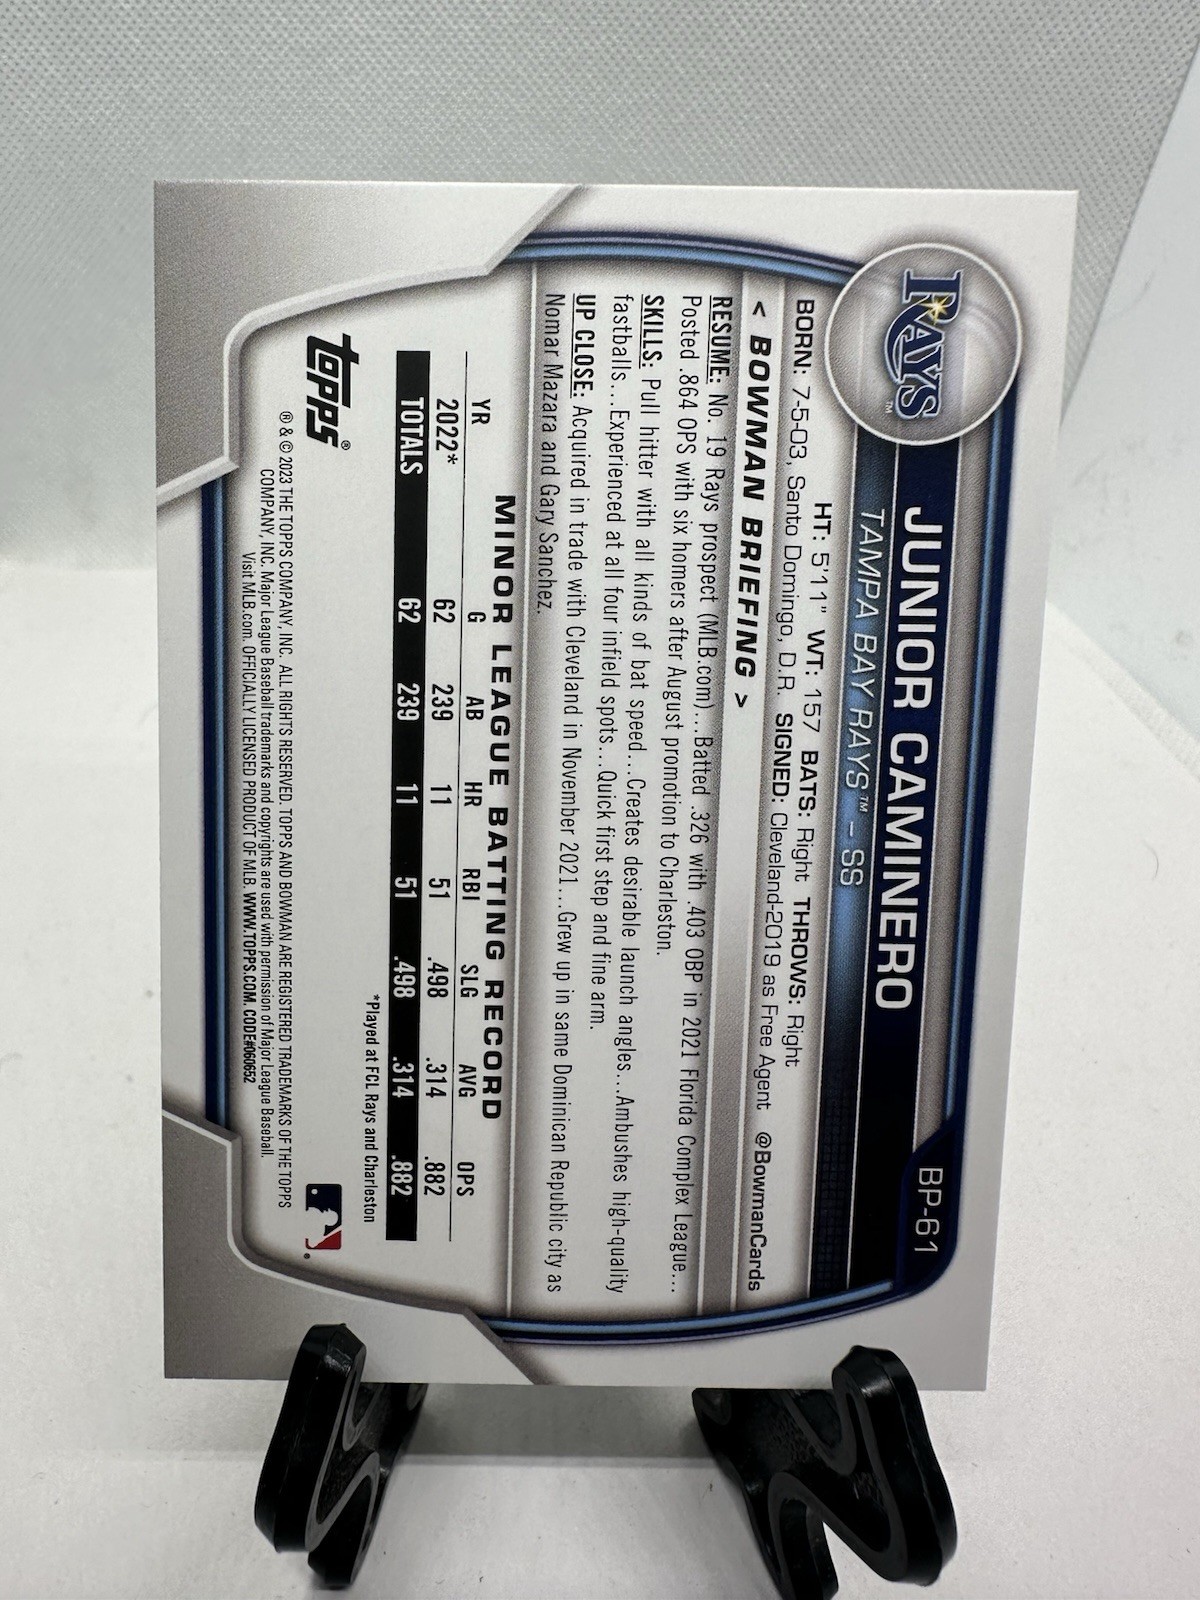 RAYS™
BP-61
JUNIOR CAMINERO
TAMPA BAY RAYS™ - SS
HT: 5'11" WT: 157 BATS: Right THROWS: Right
BORN: 7-5-03, Santo Domingo, D.R. SIGNED: Cleveland-2019 as Free Agent @BowmanCards
< BOWMAN BRIEFING >
RESUME: No. 19 Rays prospect (MLB.com)...Batted .326 with .403 OBP in 2021 Florida Complex League...
Posted .864 OPS with six homers after August promotion to Charleston.
SKILLS: Pull hitter with all kinds of bat speed...Creates desirable launch angles...Ambushes high-quality
fastballs...Experienced at all four infield spots...Quick first step and fine arm.
UP CLOSE: Acquired in trade with Cleveland in November 2021...Grew up in same Dominican Republic city as
Nomar Mazara and Gary Sanchez.
MINOR LEAGUE BATTING RECORD
YR G AB HR RBI SLG AVG OPS
2022* 62 239 11 51 .498 .314 .882
TOTALS 62 239 11 51 .498 .314 .882
*Played at FCL Rays and Charleston
topps®
® & © 2023 THE TOPPS COMPANY, INC. ALL RIGHTS RESERVED. TOPPS AND BOWMAN ARE REGISTERED TRADEMARKS OF THE TOPPS
COMPANY, INC. Major League Baseball trademarks and copyrights are used with permission of Major League Baseball.
Visit MLB.com. OFFICIALLY LICENSED PRODUCT OF MLB. WWW.TOPPS.COM. CODE#060652